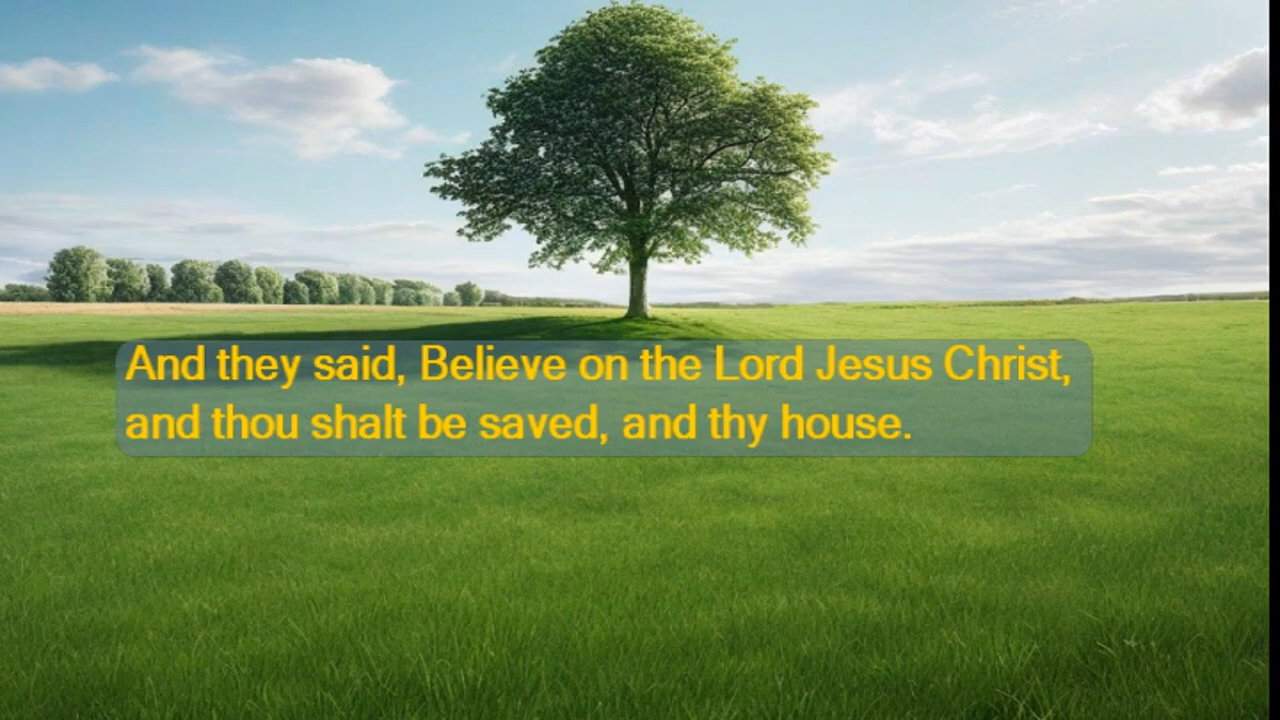 And they said, Believe on the Lord Jesus Christ,
and thou shalt be saved, and thy house.